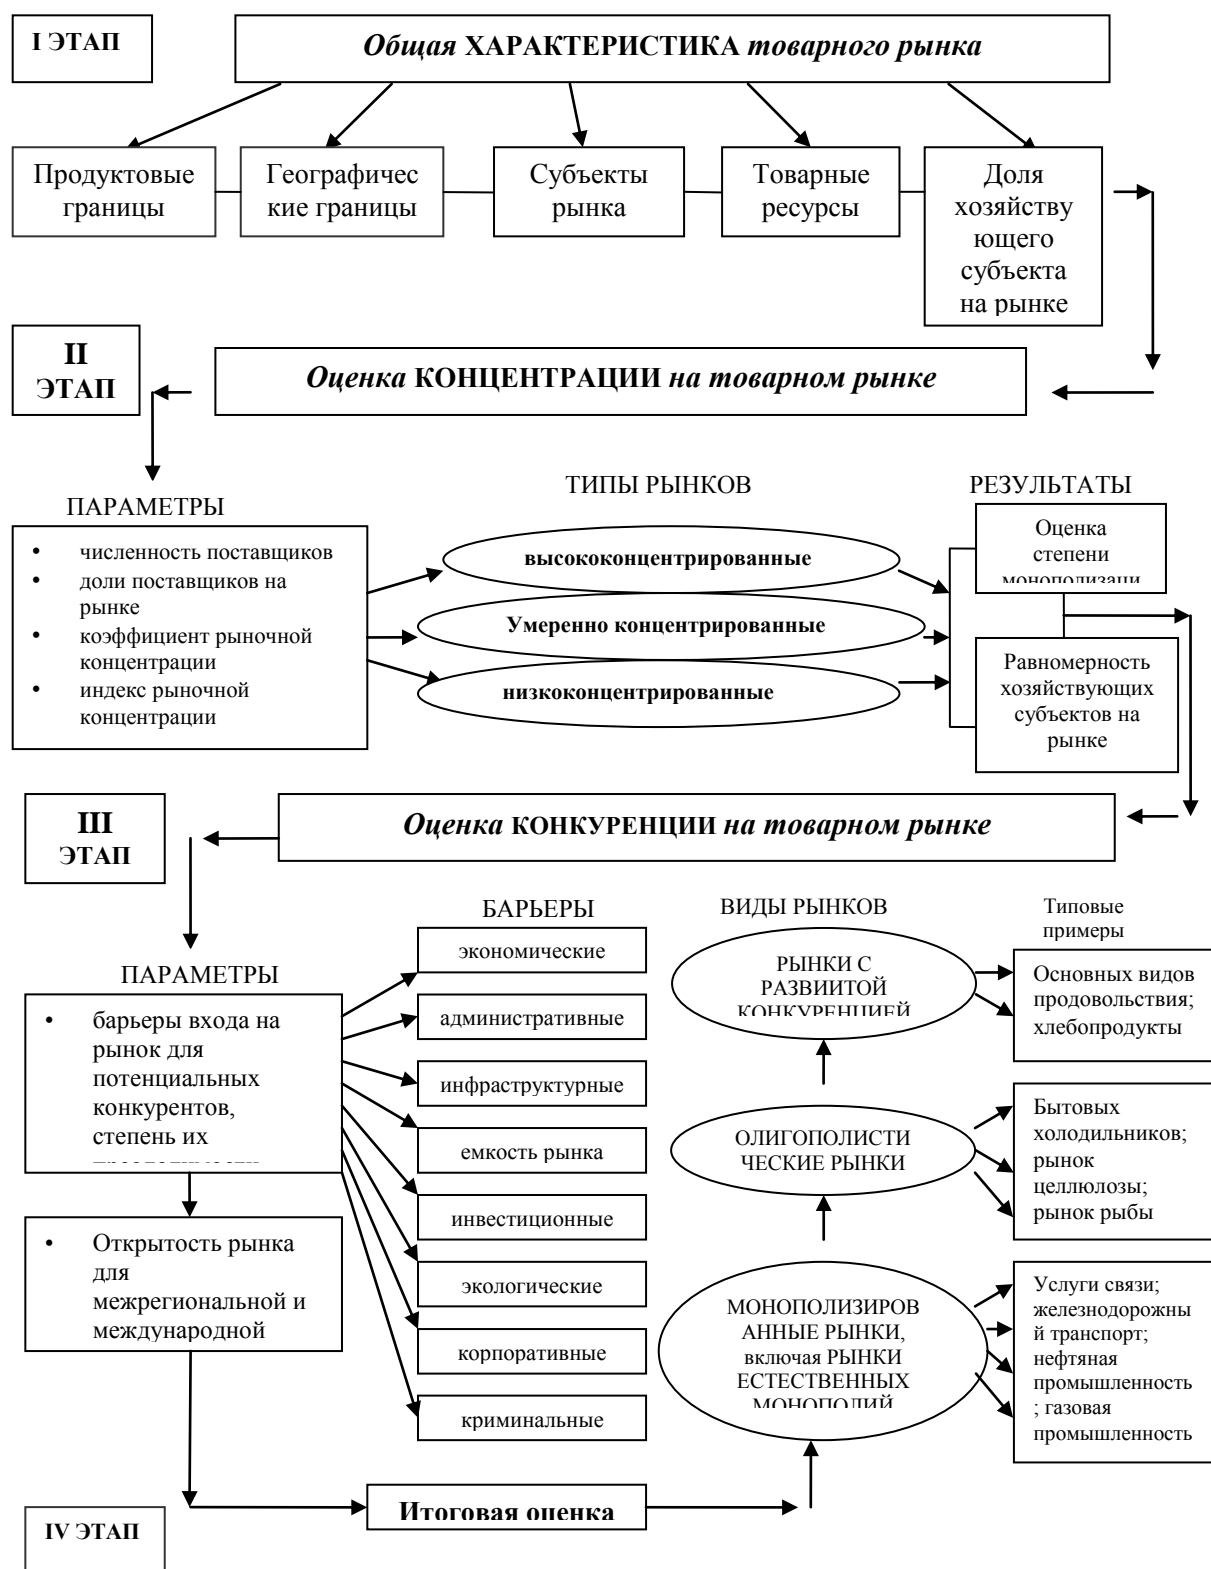 I ЭТАП
Общая ХАРАКТЕРИСТИКА товарного рынка
Продуктовые
границы
Географичес
кие границы
Субъекты
рынка
Товарные
ресурсы
Доля
хозяйству
ющего
субъекта
на рынке
II
ЭТАП
Оценка КОНЦЕНТРАЦИИ на товарном рынке
ПАРАМЕТРЫ
• численность поставщиков
• доли поставщиков на
рынке
• коэффициент рыночной
концентрации
• индекс рыночной
концентрации
ТИПЫ РЫНКОВ
высококонцентрированные
Умеренно концентрированные
низкоконцентрированные
РЕЗУЛЬТАТЫ
Оценка
степени
монополизаци
Равномерность
хозяйствующих
субъектов на
рынке
III
ЭТАП
Оценка КОНКУРЕНЦИИ на товарном рынке
ПАРАМЕТРЫ
• барьеры входа на
рынок для
потенциальных
конкурентов,
степень их
• Открытость рынка
для
межрегиональной и
международной
БАРЬЕРЫ
экономические
административные
инфраструктурные
емкость рынка
инвестиционные
экологические
корпоративные
криминальные
ВИДЫ РЫНКОВ
РЫНКИ С
РАЗВИИТОЙ
КОНКУРЕНЦИЕЙ
ОЛИГОПОЛИСТИ
ЧЕСКИЕ РЫНКИ
МОНОПОЛИЗИРОВ
АННЫЕ РЫНКИ,
включая РЫНКИ
ЕСТЕСТВЕННЫХ
МОНОПОЛИЙ
Типовые
примеры
Основных видов
продовольствия;
хлебопродукты
Бытовых
холодильников;
рынок
целлюлозы;
рынок рыбы
Услуги связи;
железнодорожны
й транспорт;
нефтяная
промышленность
; газовая
промышленность
Итоговая оценка
IV ЭТАП